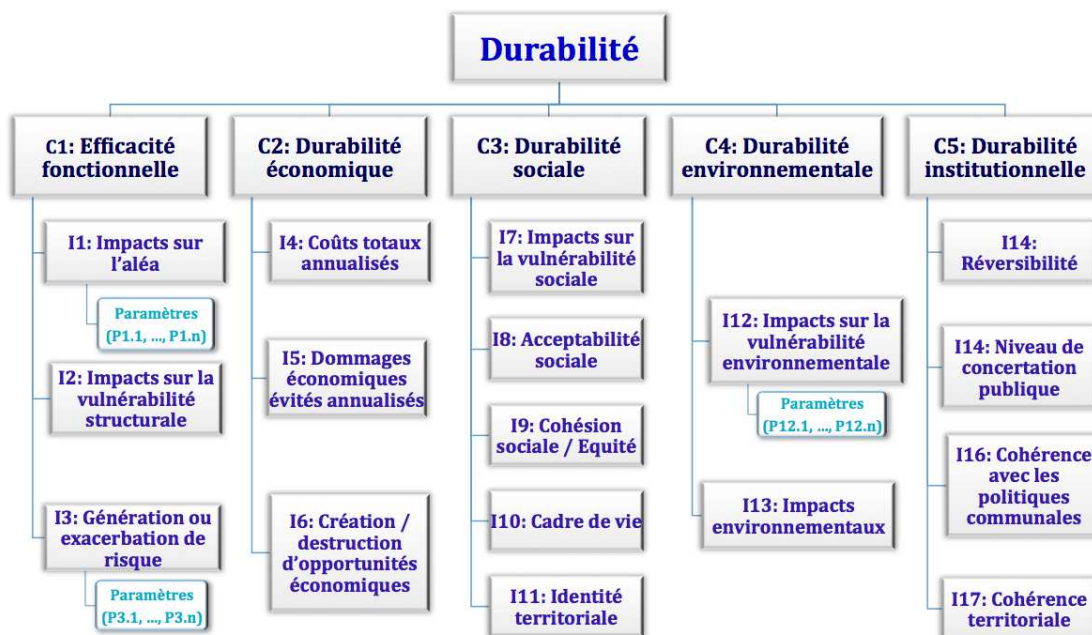 Durabilité
C1: Efficacité
fonctionnelle
I1: Impacts sur
l'aléa
Paramètres
(P1.1, ..., P1.n)
I2: Impacts sur la
vulnérabilité
structurale
I3: Génération ou
exacerbation de
risque
Paramètres
(P3.1, ..., P3.n)
C2: Durabilité
économique
I4: Coûts totaux
annualisés
I5: Dommages
économiques
évités annualisés
I6: Création /
destruction
d'opportunités
économiques
C3: Durabilité
sociale
I7: Impacts sur
la vulnérabilité
sociale
I8: Acceptabilité
sociale
I9: Cohésion
sociale / Equité
I10: Cadre de vie
I11: Identité
territoriale
C4: Durabilité
environnementale
I12: Impacts sur la
vulnérabilité
environnementale
Paramètres
(P12.1, ..., P12.n)
I13: Impacts
environnementaux
C5: Durabilité
institutionnelle
I14:
Réversibilité
I14: Niveau de
concertation
publique
I16: Cohérence
avec les
politiques
communales
I17: Cohérence
territoriale